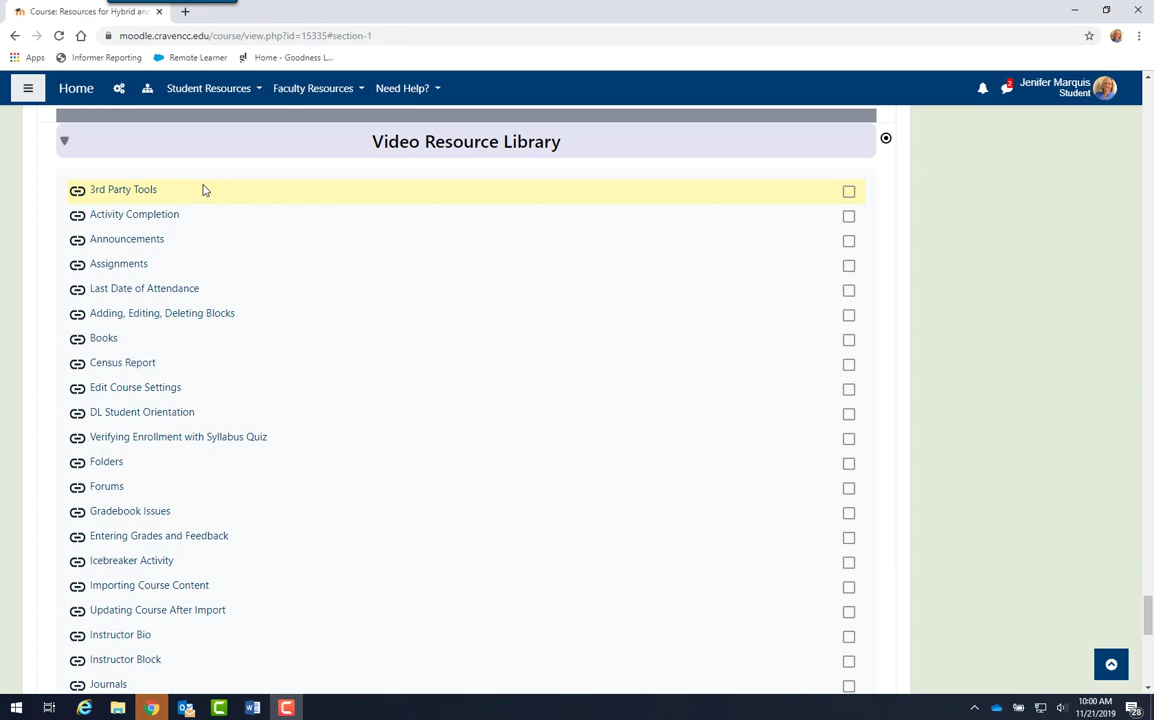 Course: Resources for Hybrid and
moodle.cravencc.edu/course/view.php?id=15335#section-1
Apps
Informer Reporting
Remote Learner
Home - Goodness L...
Home
Student Resources
Faculty Resources
Need Help?
2
Jenifer Marquis
Student
Video Resource Library
3rd Party Tools
Activity Completion
Announcements
Assignments
Last Date of Attendance
Adding, Editing, Deleting Blocks
Books
Census Report
Edit Course Settings
DL Student Orientation
Verifying Enrollment with Syllabus Quiz
Folders
Forums
Gradebook Issues
Entering Grades and Feedback
Icebreaker Activity
Importing Course Content
Updating Course After Import
Instructor Bio
Instructor Block
Journals
10:00 AM
11/21/2019
28